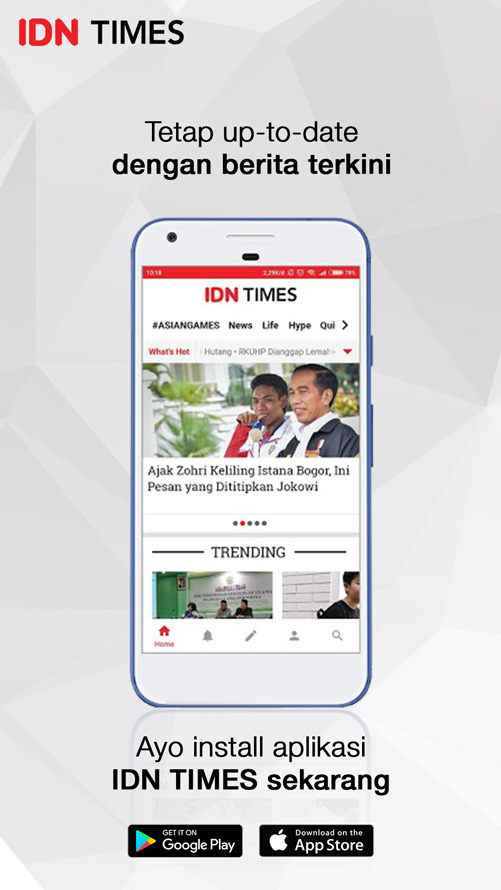 IDN TIMES
Tetap up-to-date
dengan berita terkini
10:18
78%
IDN TIMES
#ASIANGAMES News Life Hype Qui
What's Hot Hutang • RKUHP Dianggap Lemah
Ajak Zohri Keliling Istana Bogor, Ini
Pesan yang Dititipkan Jokowi
TRENDING
Home
Ayo install aplikasi
IDN TIMES sekarang
GET IT ON
Google Play
Download on the
App Store